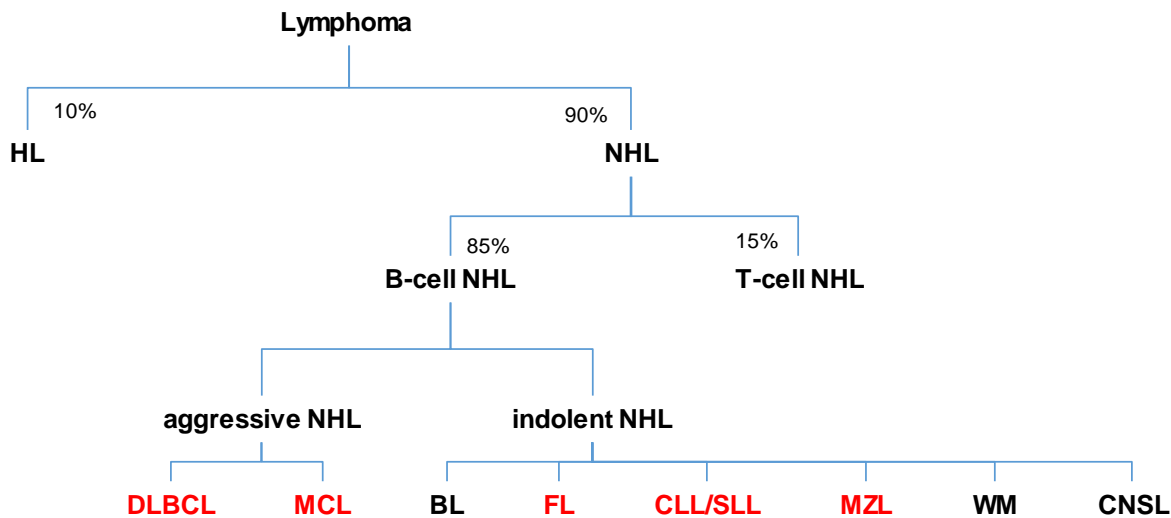 Lymphoma
10%
90%
HL
NHL
85%
15%
B-cell NHL
T-cell NHL
aggressive NHL
indolent NHL
DLBCL
MCL
BL
FL
CLL/SLL
MZL
WM
CNSL